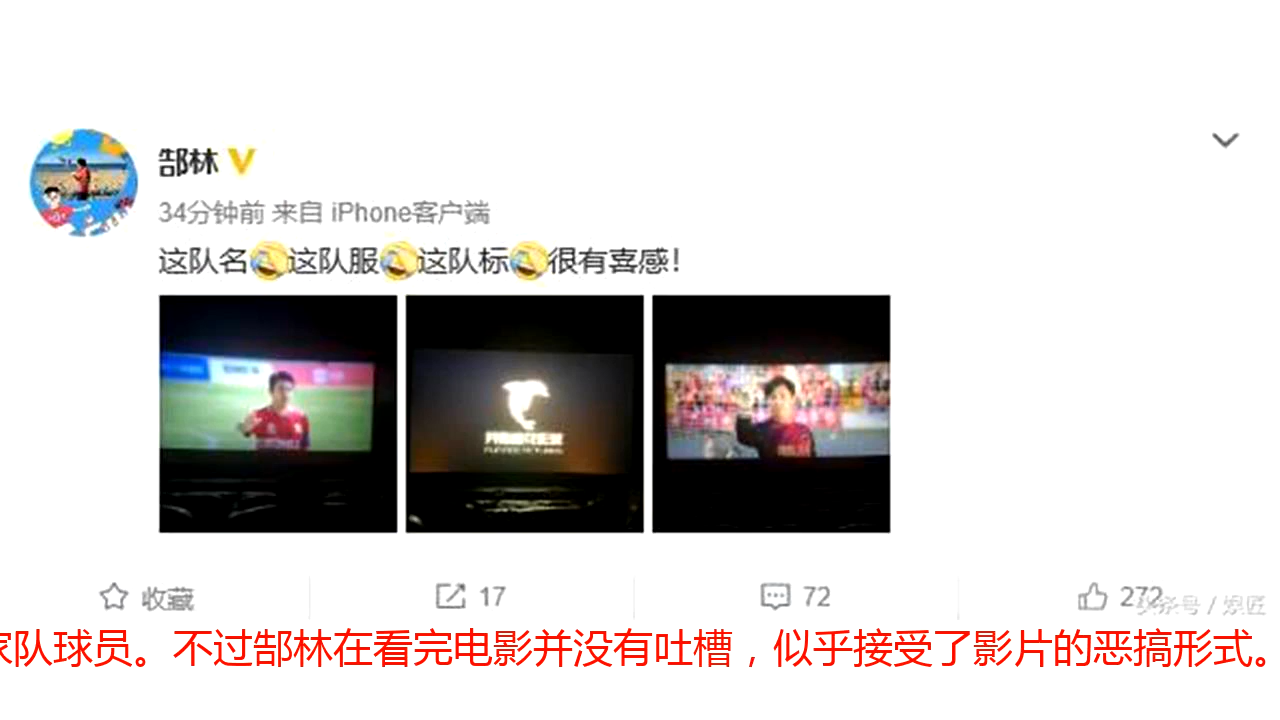 郜林
34分钟前 来自 iPhone客户端
这队名这队服这队标很有喜感！
收藏
17
72
272
家队球员。不过郜林在看完电影并没有吐槽，似乎接受了影片的恶搞形式。